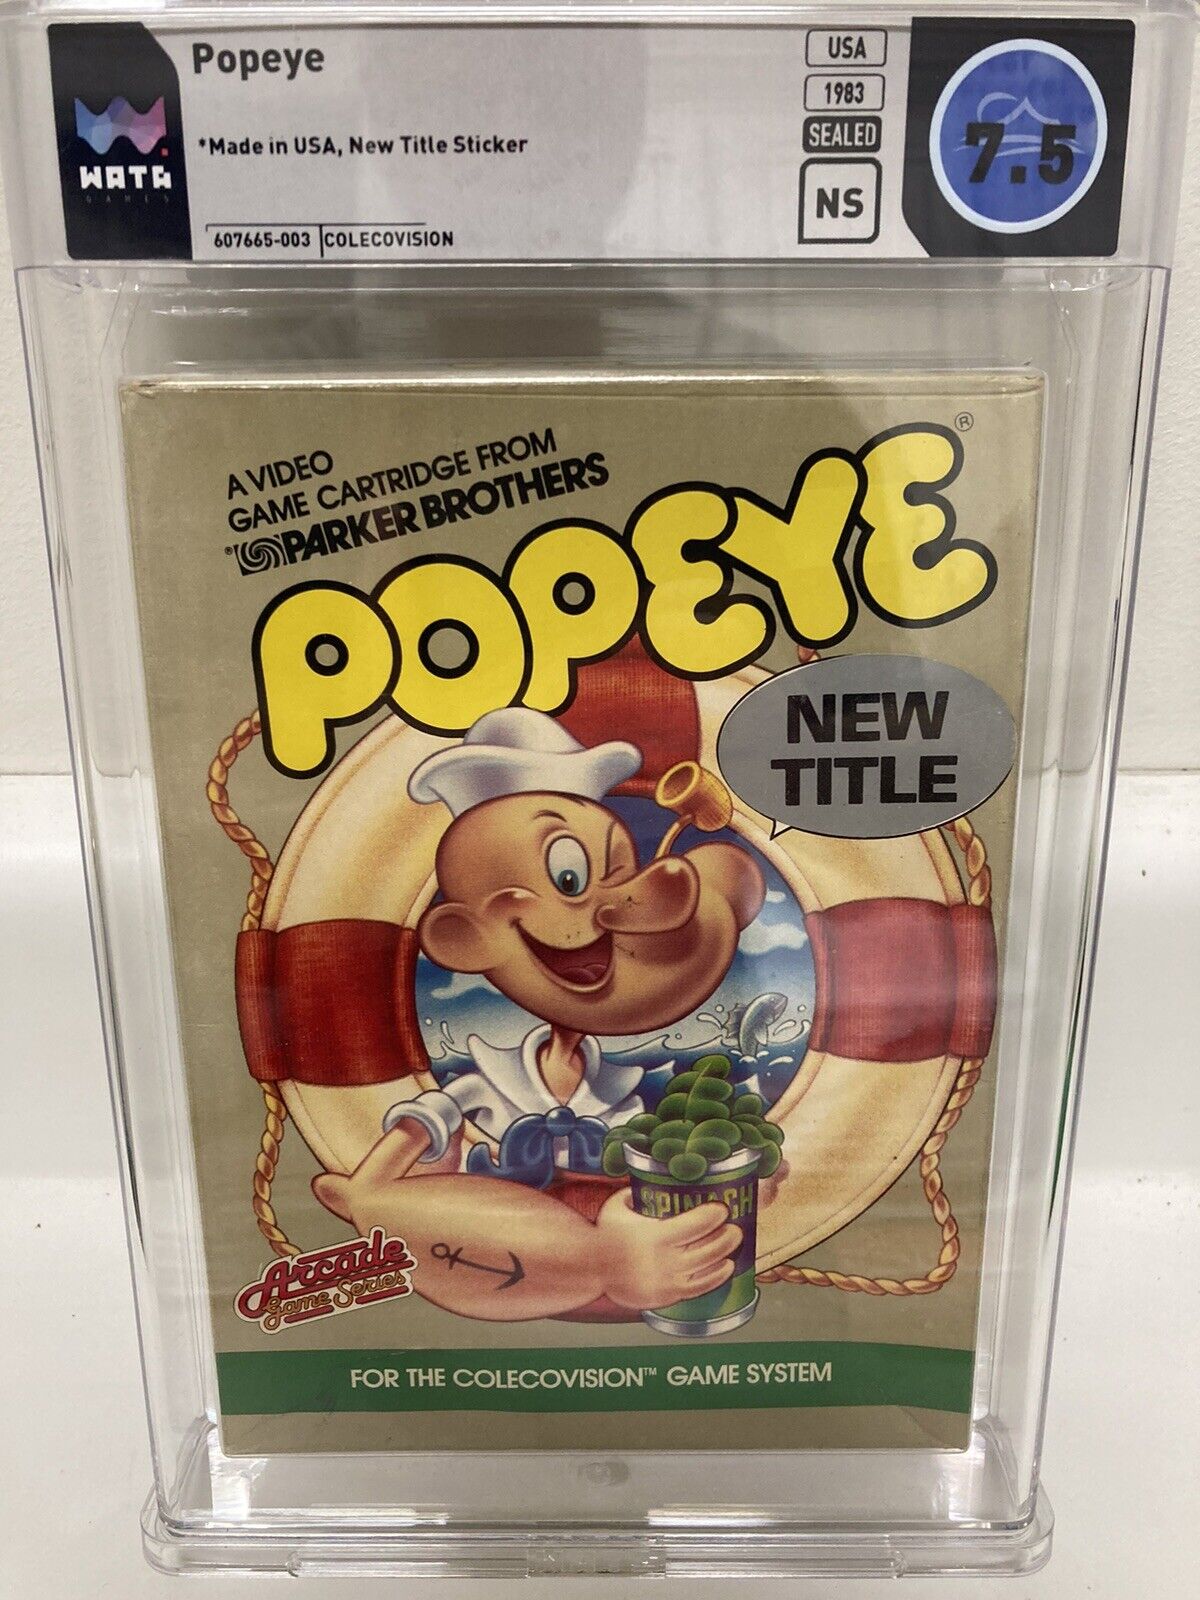 WATA
GAMES
Popeye
*Made in USA, New Title Sticker
607665-003 COLECOVISION
USA
1983
SEALED
NS
7.5
A VIDEO
GAME CARTRIDGE FROM
PARKER BROTHERS
POPEYE®
NEW
TITLE
SPINACH
Arcade
Game Series
FOR THE COLECOVISION™ GAME SYSTEM